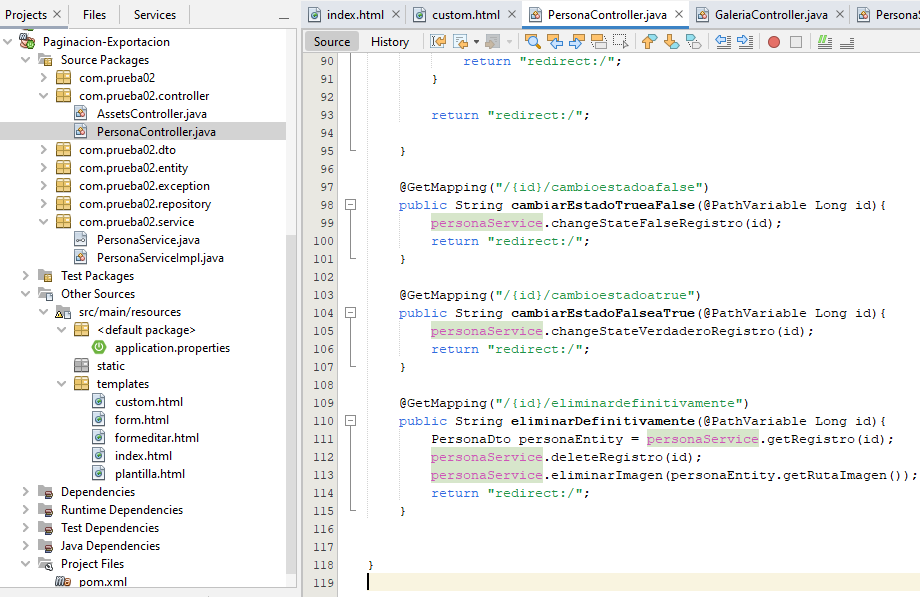 Projects Files Services
Paginacion-Exportacion
Source Packages
com.prueba02
com.prueba02.controller
AssetsController.java
PersonaController.java
com.prueba02.dto
com.prueba02.entity
com.prueba02.exception
com.prueba02.repository
com.prueba02.service
PersonaService.java
PersonaServiceImpl.java
Test Packages
Other Sources
src/main/resources
<default package>
application.properties
static
templates
custom.html
form.html
formeditar.html
index.html
plantilla.html
Dependencies
Runtime Dependencies
Test Dependencies
Java Dependencies
Project Files
pom.xml
index.html custom.html PersonaController.java GaleriaController.java PersonaS
Source History
90 return "redirect:/";
91 }
92
93 return "redirect:/";
94
95 }
96
97 @GetMapping("/{id}/cambioestadoafalse")
98 public String cambiarEstadoTrueaFalse(@PathVariable Long id){
99 personaService.changeStateFalseRegistro(id);
100 return "redirect:/";
101 }
102
103 @GetMapping("/{id}/cambioestadoatrue")
104 public String cambiarEstadoFalseaTrue(@PathVariable Long id){
105 personaService.changeStateVerdaderoRegistro(id);
106 return "redirect:/";
107 }
108
109 @GetMapping("/{id}/eliminardefinitivamente")
110 public String eliminarDefinitivamente(@PathVariable Long id){
111 PersonaDto personaEntity = personaService.getRegistro(id);
112 personaService.deleteRegistro(id);
113 personaService.eliminarImagen(personaEntity.getRutaImagen());
114 return "redirect:/";
115 }
116
117
118 }
119